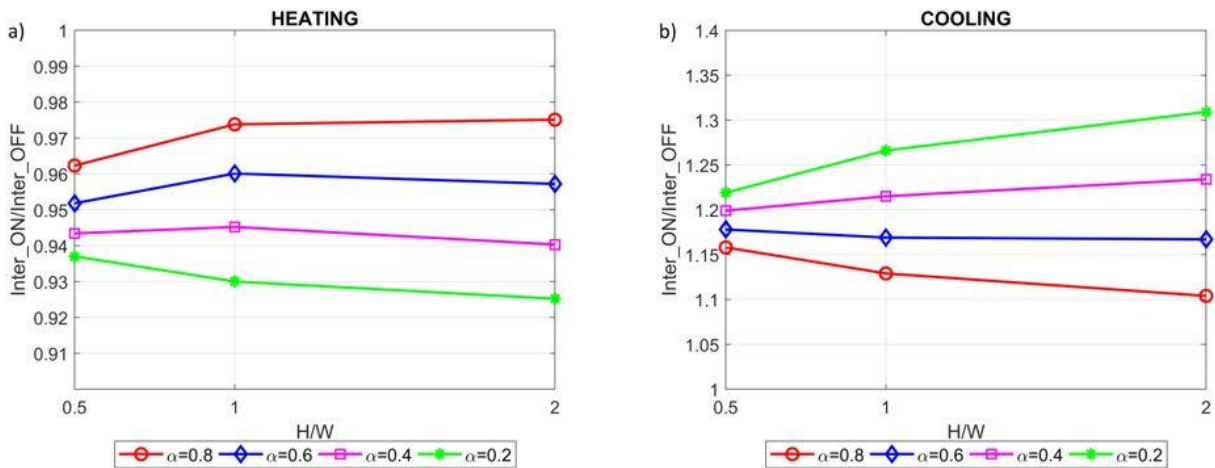 a)
HEATING
Inter_ON/Inter_OFF
1
0.99
0.98
0.97
0.96
0.95
0.94
0.93
0.92
0.91
0.5 1 2
H/W
α=0.8 α=0.6 α=0.4 α=0.2
b)
COOLING
Inter_ON/Inter_OFF
1.4
1.35
1.3
1.25
1.2
1.15
1.1
1.05
1
0.5 1 2
H/W
α=0.8 α=0.6 α=0.4 α=0.2